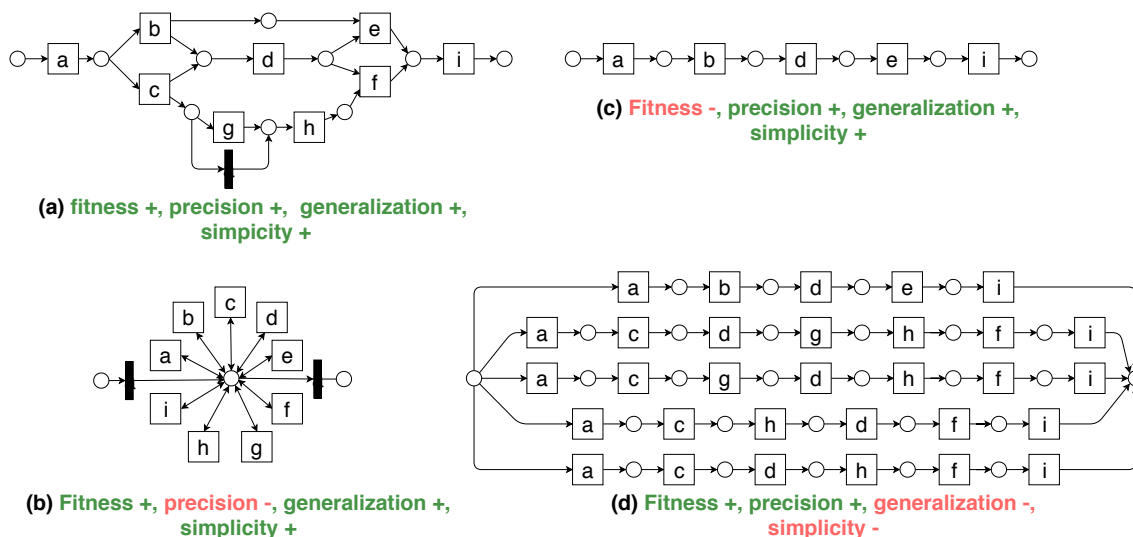 b e
a d i
c f
g h
(a) fitness +, precision +, generalization +,
simpicity +
a b d e i
(c) Fitness -, precision +, generalization +,
simplicity +
c
b d
a e
i f
h g
(b) Fitness +, precision -, generalization +,
simplicity +
a b d e i
a c d g h f i
a c g d h f i
a c h d f i
a c d h f i
(d) Fitness +, precision +, generalization -,
simplicity -